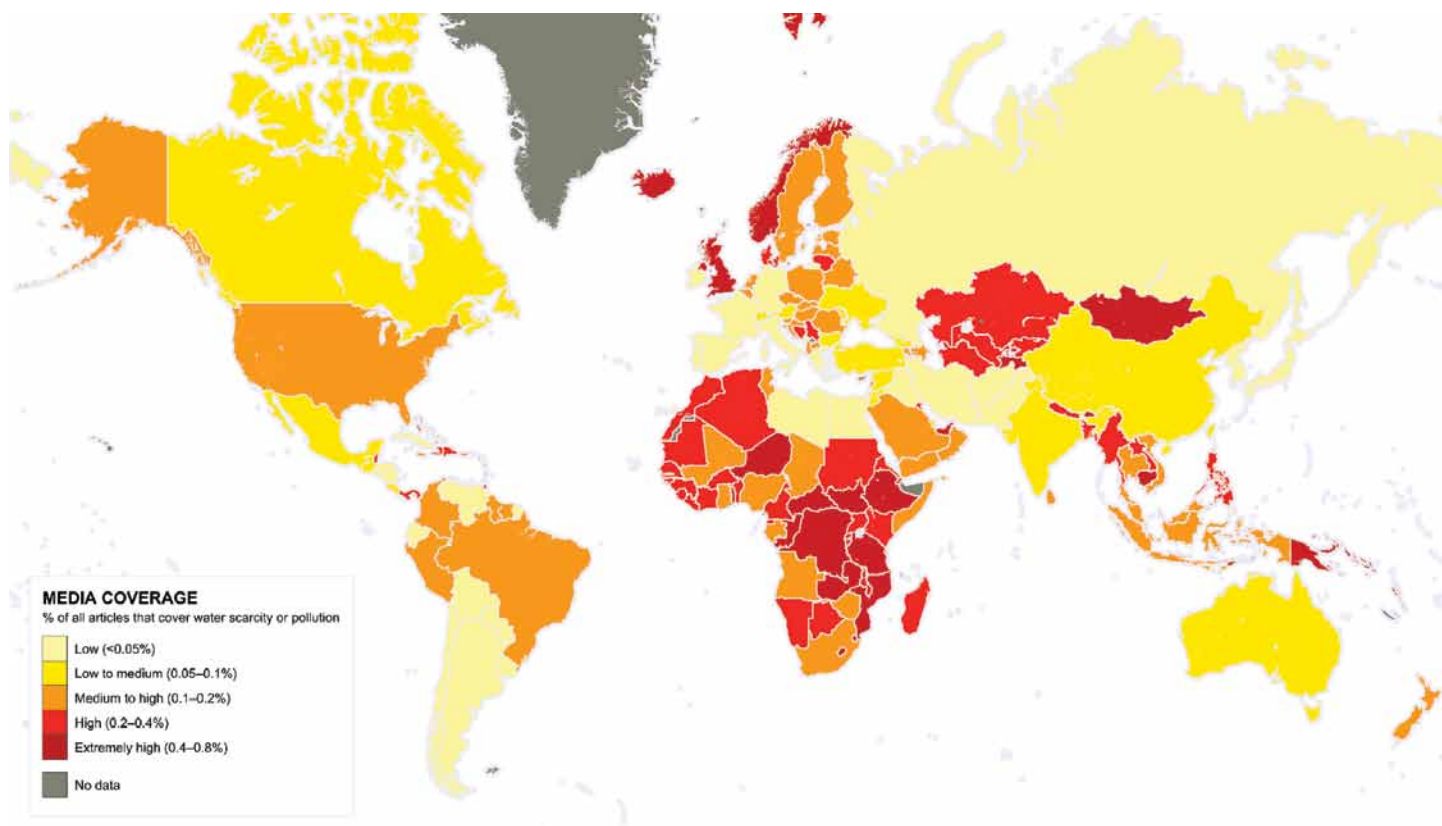 MEDIA COVERAGE
% of all articles that cover water scarcity or pollution
Low (<0.05%)
Low to medium (0.05–0.1%)
Medium to high (0.1–0.2%)
High (0.2–0.4%)
Extremely high (0.4–0.8%)
No data